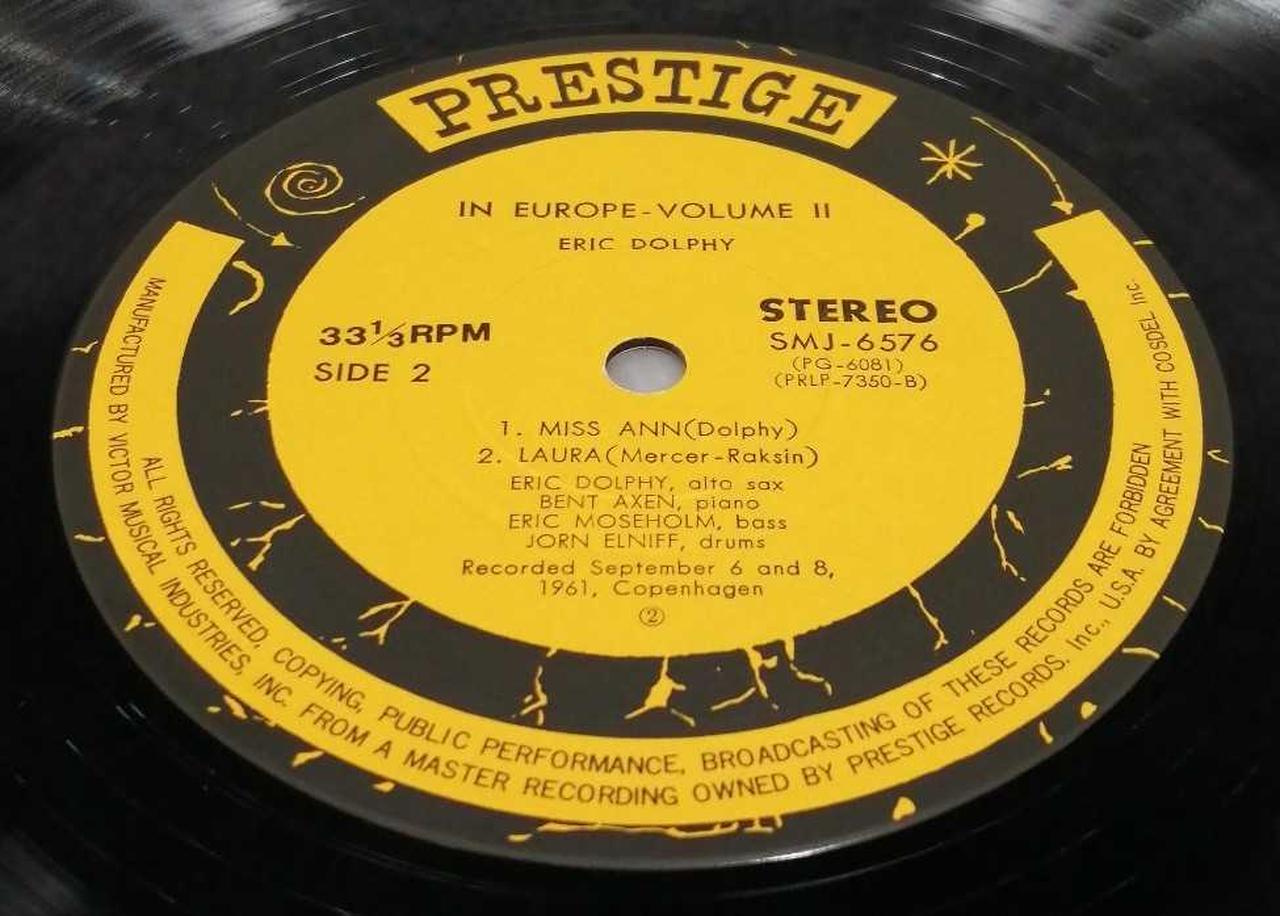 PRESTIGE
IN EUROPE-VOLUME II
ERIC DOLPHY
33 1/3 RPM
SIDE 2
STEREO
SMJ-6576
(PG-6081)
(PRLP-7350-B)
1. MISS ANN(Dolphy)
2. LAURA(Mercer-Raksin)
ERIC DOLPHY, alto sax
BENT AXEN, piano
ERIC MOSEHOLM, bass
JORN ELNIFF, drums
Recorded September 6 and 8,
1961, Copenhagen
②
ALL RIGHTS RESERVED, COPYING, PUBLIC PERFORMANCE, BROADCASTING OF THESE RECORDS ARE FORBIDDEN
MANUFACTURED BY VICTOR MUSICAL INDUSTRIES, INC. FROM A MASTER RECORDING OWNED BY PRESTIGE RECORDS. Inc., U.S.A. BY AGREEMENT WITH COSDEL Inc.